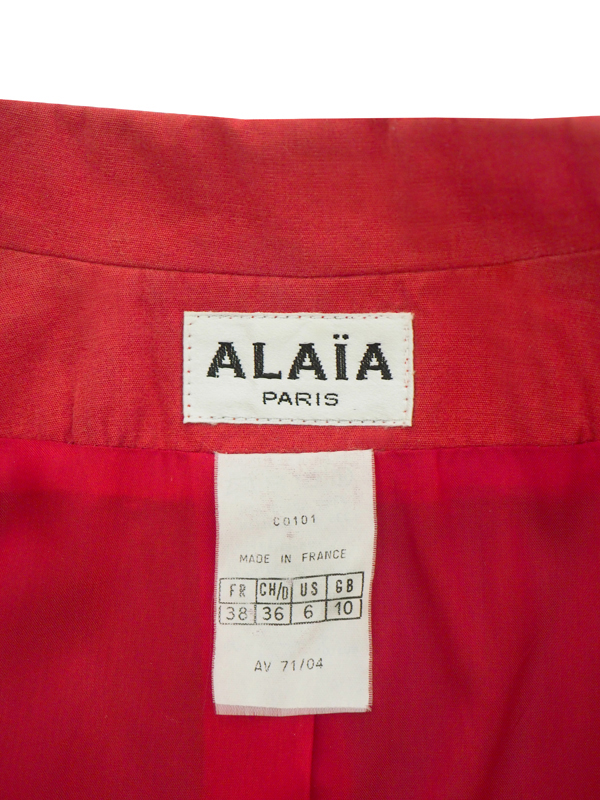 ALAÏA
PARIS
C0101
MADE IN FRANCE
FR CH/D US GB
38 36 6 10
AV 71/04